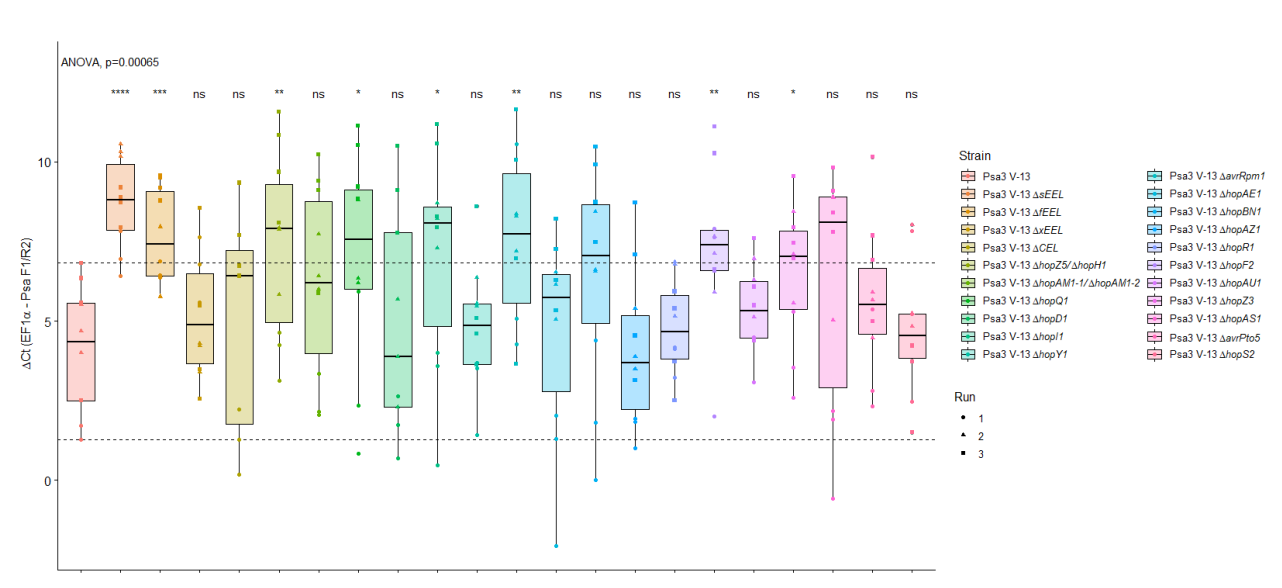 ANOVA, p=0.00065
**** *** ns ns ** ns * ns * ns ** ns ns ns ns ** ns * ns ns ns
ΔCt (EF1α - Psa F1/R2)
10
5
0
Strain
Psa3 V-13
Psa3 V-13 ΔsEEL
Psa3 V-13 ΔfEEL
Psa3 V-13 ΔxEEL
Psa3 V-13 ΔCEL
Psa3 V-13 ΔhopZ5/ΔhopH1
Psa3 V-13 ΔhopAM1-1/ΔhopAM1-2
Psa3 V-13 ΔhopQ1
Psa3 V-13 ΔhopD1
Psa3 V-13 ΔhopI1
Psa3 V-13 ΔhopY1
Psa3 V-13 ΔavrRpm1
Psa3 V-13 ΔhopAE1
Psa3 V-13 ΔhopBN1
Psa3 V-13 ΔhopAZ1
Psa3 V-13 ΔhopR1
Psa3 V-13 ΔhopF2
Psa3 V-13 ΔhopAU1
Psa3 V-13 ΔhopZ3
Psa3 V-13 ΔhopAS1
Psa3 V-13 ΔavrPto5
Psa3 V-13 ΔhopS2
Run
1
2
3